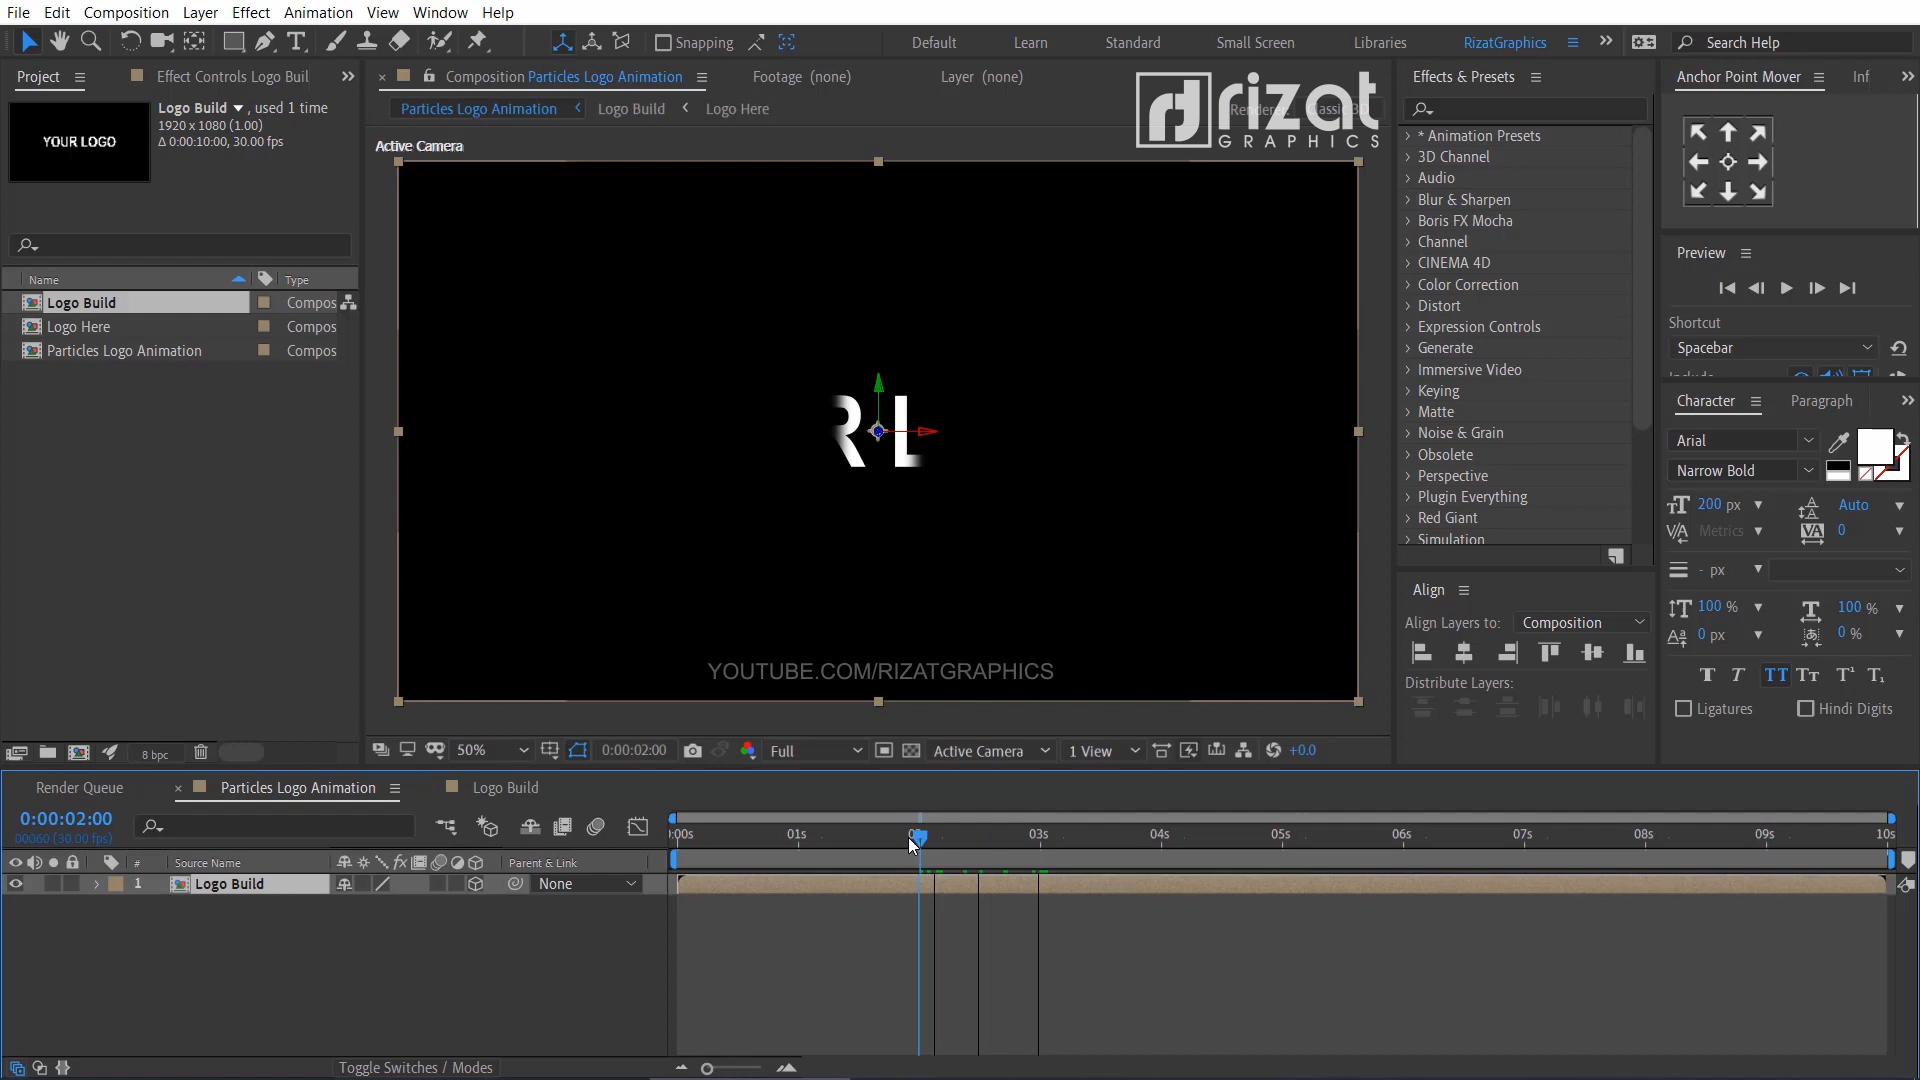 File Edit Composition Layer Effect Animation View Window Help
Snapping
Default Learn Standard Small Screen Libraries RizatGraphics
Search Help
Project
Effect Controls Logo Buil
Logo Build , used 1 time
1920 x 1080 (1.00)
Δ 0:00:10:00, 30.00 fps
YOUR LOGO
Name Type
Logo Build Compos
Logo Here Compos
Particles Logo Animation Compos
8 bpc
Composition Particles Logo Animation
Footage (none)
Layer (none)
Particles Logo Animation Logo Build Logo Here
rizat
GRAPHICS
Active Camera
R L
YOUTUBE.COM/RIZATGRAPHICS
50% 0:00:02:00 Full Active Camera 1 View +0.0
Effects & Presets
* Animation Presets
3D Channel
Audio
Blur & Sharpen
Boris FX Mocha
Channel
CINEMA 4D
Color Correction
Distort
Expression Controls
Generate
Immersive Video
Keying
Matte
Noise & Grain
Obsolete
Perspective
Plugin Everything
Red Giant
Simulation
Align
Align Layers to: Composition
Distribute Layers:
Anchor Point Mover Inf
Preview
Shortcut
Spacebar
Character Paragraph
Arial
Narrow Bold
200 px Auto
Metrics 0
- px
100 % 100 %
0 px 0 %
Ligatures Hindi Digits
Render Queue
Particles Logo Animation
Logo Build
0:00:02:00
00060 (30.00 fps)
:00s 01s 03s 04s 05s 06s 07s 08s 09s 10s
# Source Name Parent & Link
1 Logo Build None
Toggle Switches / Modes